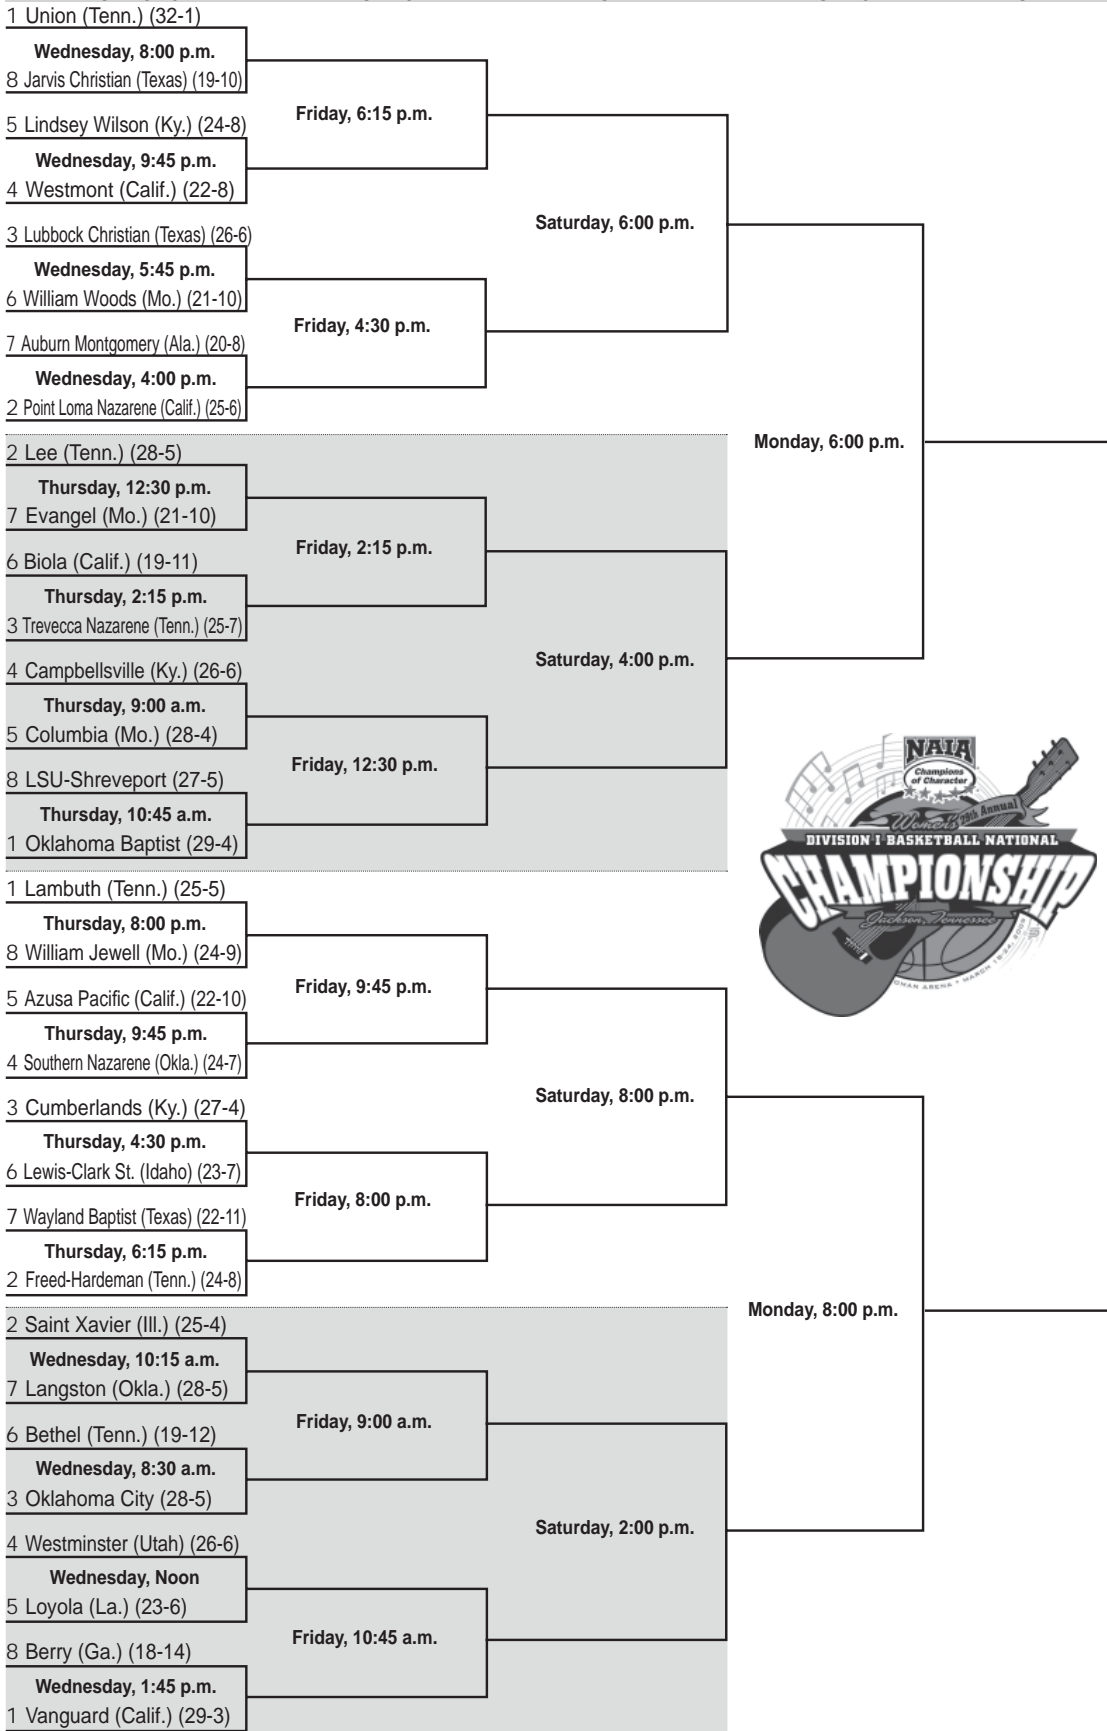 1 Union (Tenn.) (32-1)
Wednesday, 8:00 p.m.
8 Jarvis Christian (Texas) (19-10)
Friday, 6:15 p.m.
5 Lindsey Wilson (Ky.) (24-8)
Wednesday, 9:45 p.m.
4 Westmont (Calif.) (22-8)
Saturday, 6:00 p.m.
3 Lubbock Christian (Texas) (26-6)
Wednesday, 5:45 p.m.
6 William Woods (Mo.) (21-10)
Friday, 4:30 p.m.
7 Auburn Montgomery (Ala.) (20-8)
Wednesday, 4:00 p.m.
2 Point Loma Nazarene (Calif.) (25-6)
Monday, 6:00 p.m.
2 Lee (Tenn.) (28-5)
Thursday, 12:30 p.m.
7 Evangel (Mo.) (21-10)
Friday, 2:15 p.m.
6 Biola (Calif.) (19-11)
Thursday, 2:15 p.m.
3 Trevecca Nazarene (Tenn.) (25-7)
Saturday, 4:00 p.m.
4 Campbellsville (Ky.) (26-6)
Thursday, 9:00 a.m.
5 Columbia (Mo.) (28-4)
Friday, 12:30 p.m.
8 LSU-Shreveport (27-5)
Thursday, 10:45 a.m.
1 Oklahoma Baptist (29-4)
NAIA
Champions
of Character
Women's 29th Annual
DIVISION I BASKETBALL NATIONAL
CHAMPIONSHIP
Jackson, Tennessee
OMAN ARENA • MARCH 18-24, 2009
1 Lambuth (Tenn.) (25-5)
Thursday, 8:00 p.m.
8 William Jewell (Mo.) (24-9)
Friday, 9:45 p.m.
5 Azusa Pacific (Calif.) (22-10)
Thursday, 9:45 p.m.
4 Southern Nazarene (Okla.) (24-7)
Saturday, 8:00 p.m.
3 Cumberlands (Ky.) (27-4)
Thursday, 4:30 p.m.
6 Lewis-Clark St. (Idaho) (23-7)
Friday, 8:00 p.m.
7 Wayland Baptist (Texas) (22-11)
Thursday, 6:15 p.m.
2 Freed-Hardeman (Tenn.) (24-8)
Monday, 8:00 p.m.
2 Saint Xavier (Ill.) (25-4)
Wednesday, 10:15 a.m.
7 Langston (Okla.) (28-5)
Friday, 9:00 a.m.
6 Bethel (Tenn.) (19-12)
Wednesday, 8:30 a.m.
3 Oklahoma City (28-5)
Saturday, 2:00 p.m.
4 Westminster (Utah) (26-6)
Wednesday, Noon
5 Loyola (La.) (23-6)
Friday, 10:45 a.m.
8 Berry (Ga.) (18-14)
Wednesday, 1:45 p.m.
1 Vanguard (Calif.) (29-3)